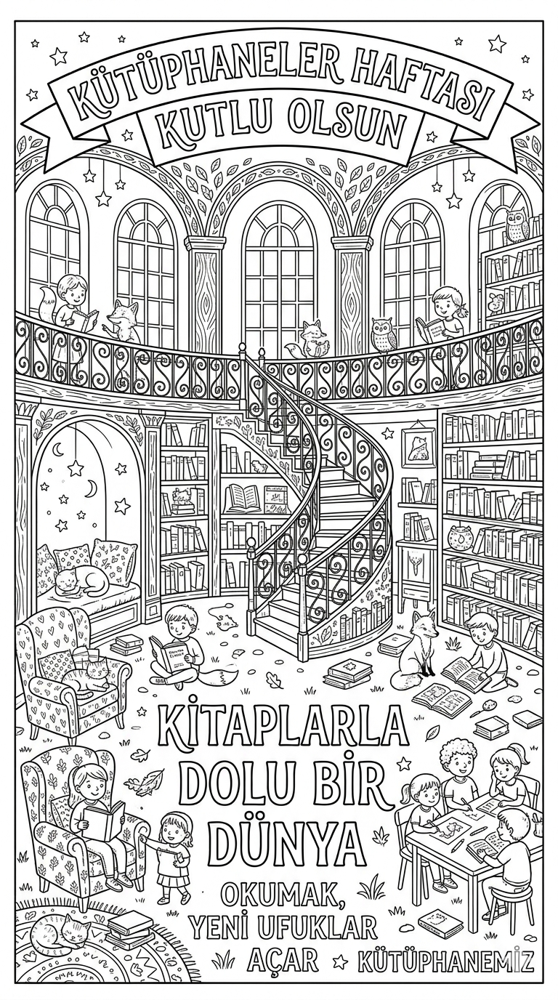 KÜTÜPHANELER HAFTASI
KUTLU OLSUN
KİTAPLARLA
DOLU BİR
DÜNYA
OKUMAK,
YENİ UFUKLAR
AÇAR ☆ KÜTÜPHANEMİZ